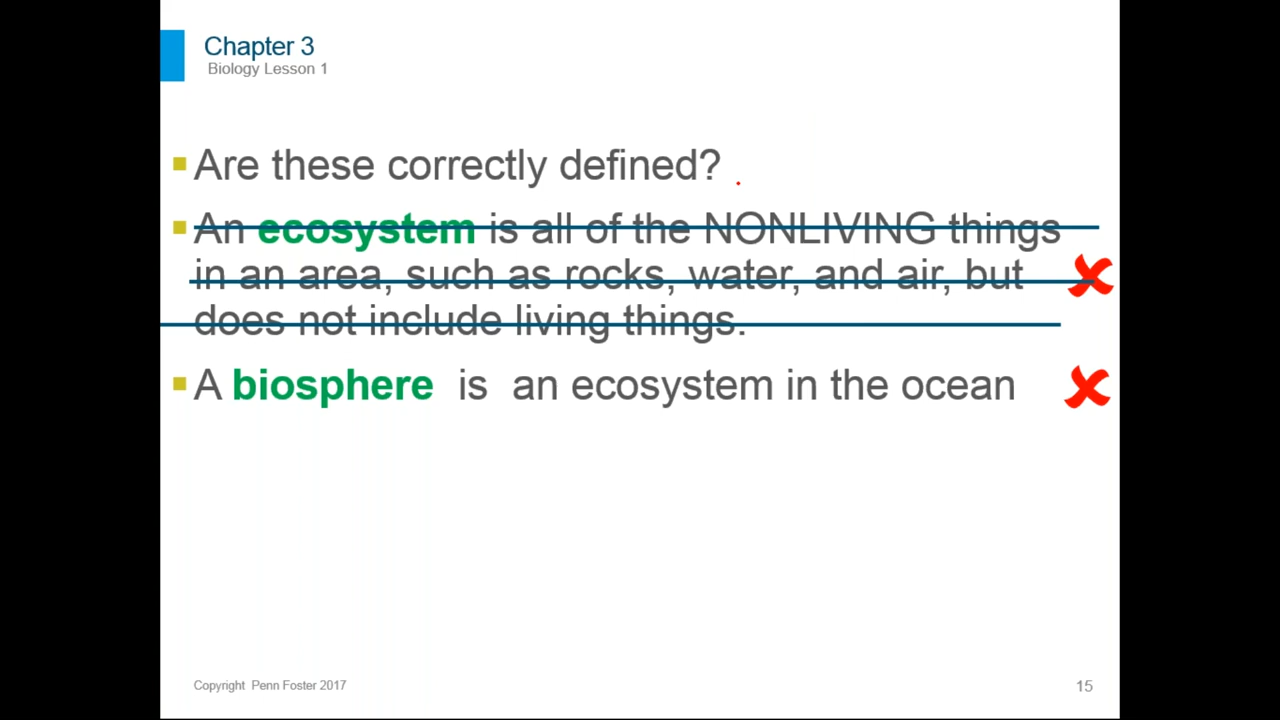 Chapter 3
Biology Lesson 1
Are these correctly defined?
An ecosystem is all of the NONLIVING things
in an area, such as rocks, water, and air, but
does not include living things.
A biosphere is an ecosystem in the ocean
Copyright Penn Foster 2017
15